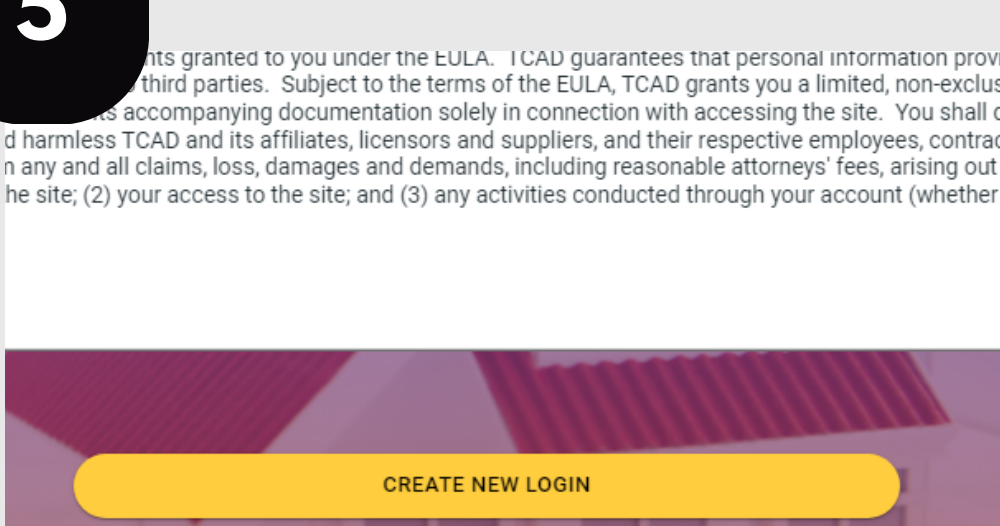 5
nts granted to you under the EULA.  TCAD guarantees that personal information provi
third parties.  Subject to the terms of the EULA, TCAD grants you a limited, non-exclus
ts accompanying documentation solely in connection with accessing the site.  You shall
d harmless TCAD and its affiliates, licensors and suppliers, and their respective employees, contrac
n any and all claims, loss, damages and demands, including reasonable attorneys' fees, arising out
he site; (2) your access to the site; and (3) any activities conducted through your account (whether
CREATE NEW LOGIN